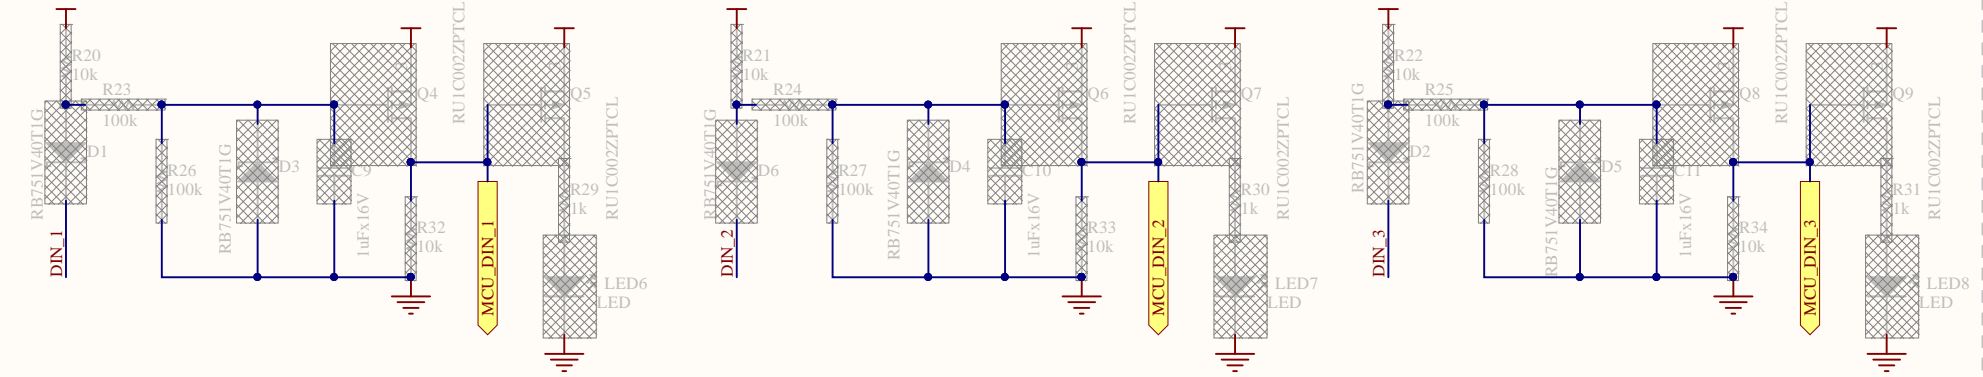 R20
10k
R23
100k
D1
RB751V40T1G
R26
100k
RB751V40T1G
D3
C9
1uFx16V
Q4
RU1C002ZPTCL
Q5
RU1C002ZPTCL
R29
1k
R32
10k
DIN_1
MCU_DIN_1
LED6
LED
R21
10k
R24
100k
D6
RB751V40T1G
R27
100k
RB751V40T1G
D4
C10
1uFx16V
Q6
RU1C002ZPTCL
Q7
RU1C002ZPTCL
R30
1k
R33
10k
DIN_2
MCU_DIN_2
LED7
LED
R22
10k
R25
100k
D2
RB751V40T1G
R28
100k
RB751V40T1G
D5
C11
1uFx16V
Q8
RU1C002ZPTCL
Q9
RU1C002ZPTCL
R31
1k
R34
10k
DIN_3
MCU_DIN_3
LED8
LED